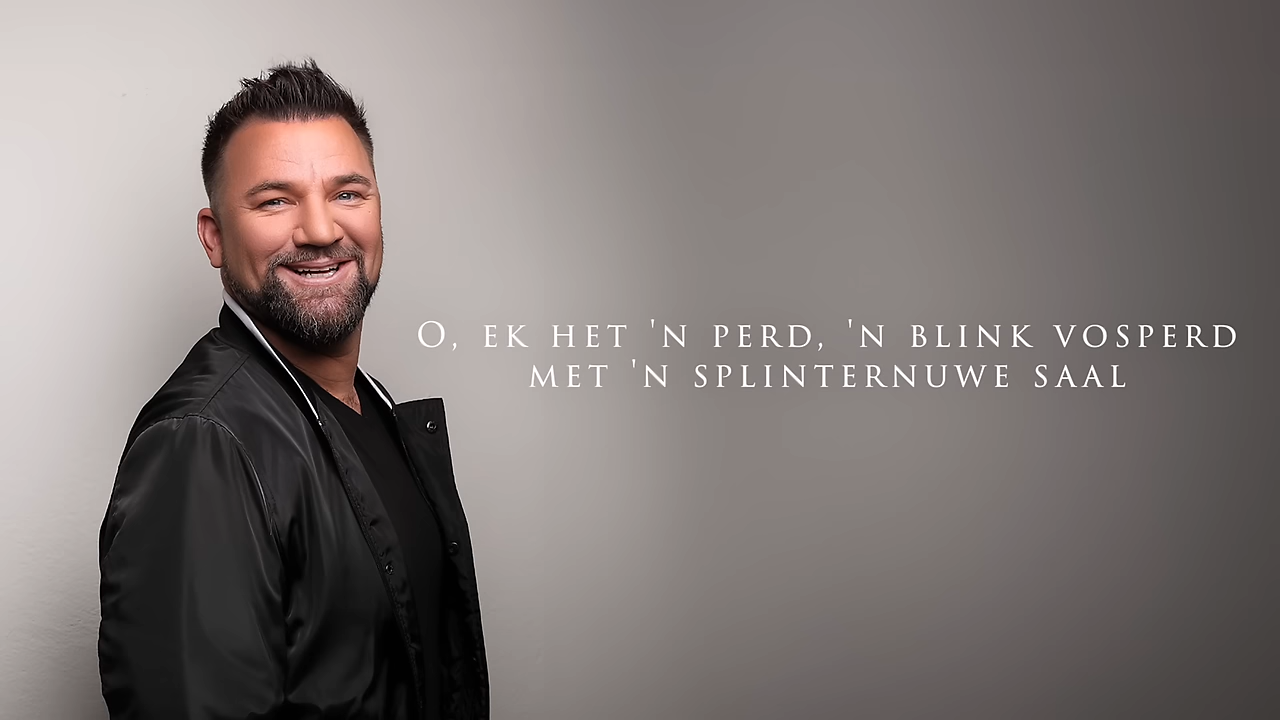 O, EK HET 'N PERD, 'N BLINK VOSPERD
MET 'N SPLINTERNUWE SAAL